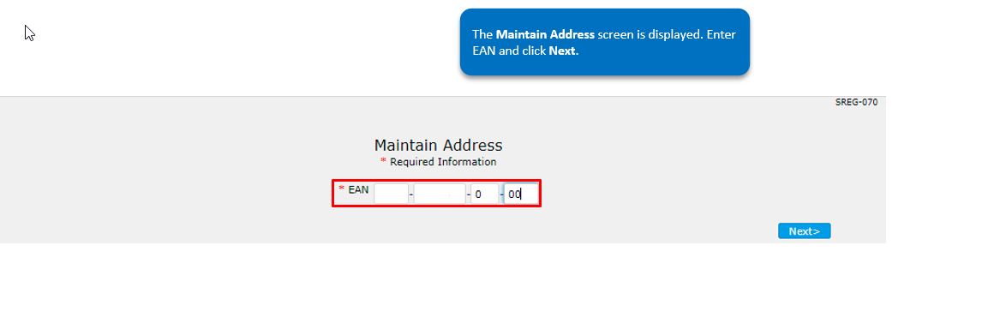 The Maintain Address screen is displayed. Enter
EAN and click Next.
SREG-070
Maintain Address
* Required Information
* EAN - - 0 - 00
Next>